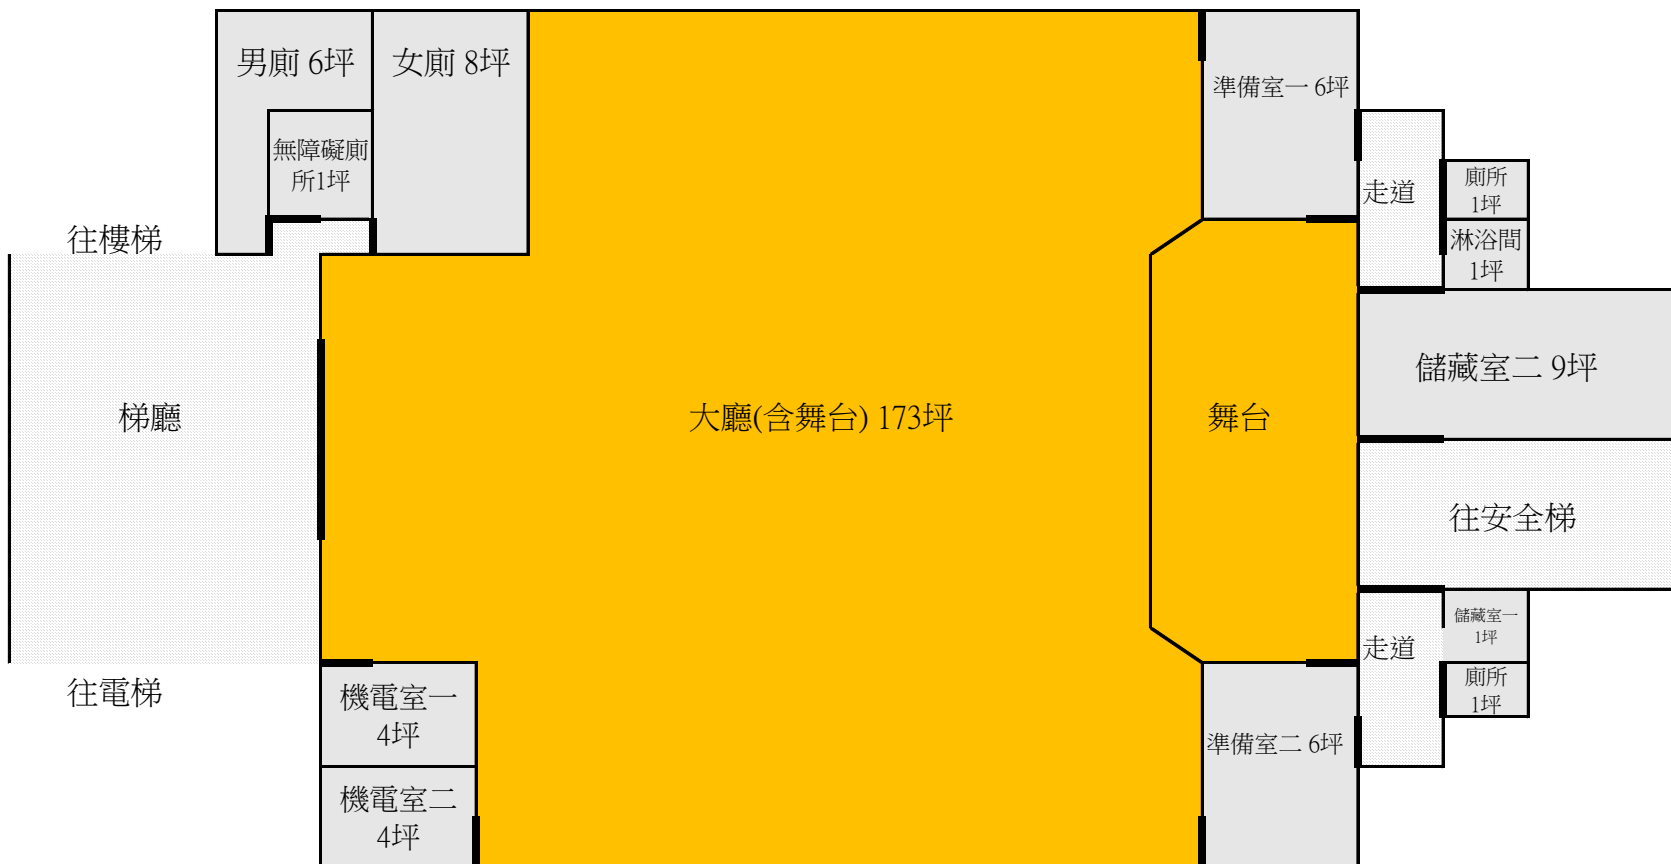 男廁 6坪
女廁 8坪
無障礙廁
所1坪
準備室一 6坪
走道
廁所
1坪
淋浴間
1坪
往樓梯
梯廳
往電梯
大廳(含舞台) 173坪
舞台
儲藏室二 9坪
往安全梯
機電室一
4坪
機電室二
4坪
準備室二 6坪
走道
儲藏室一
1坪
廁所
1坪